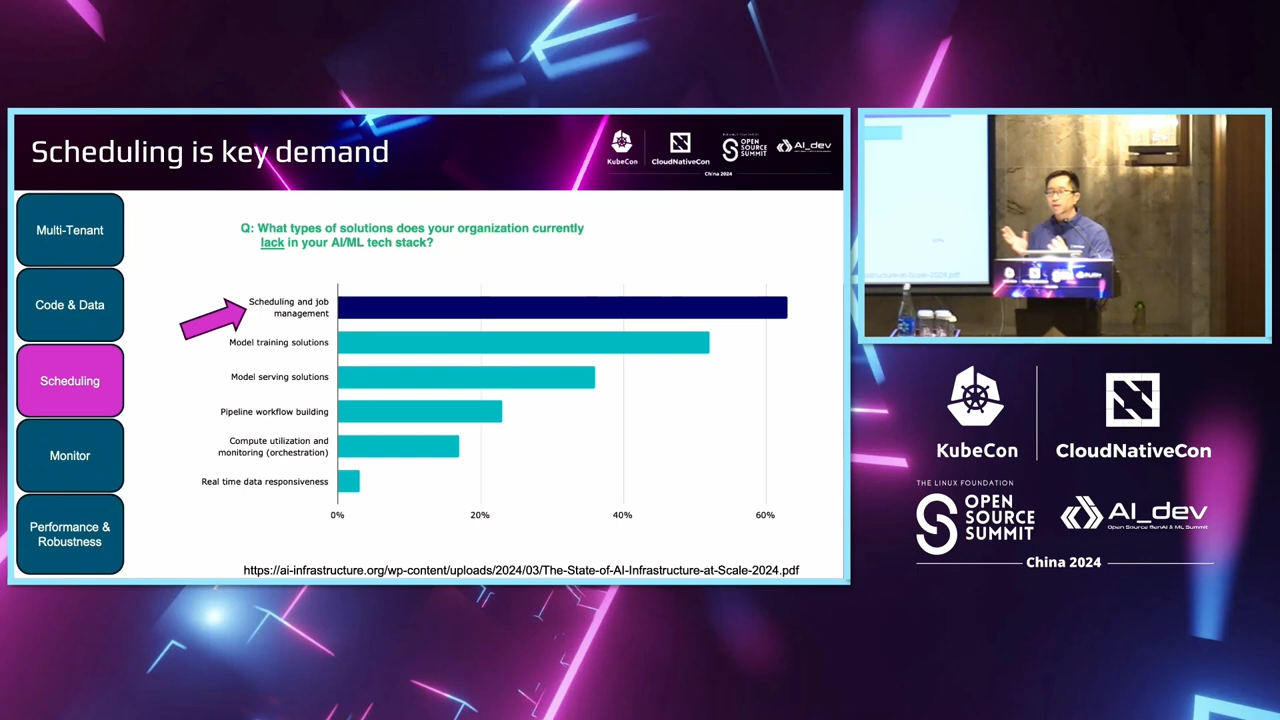 Scheduling is key demand
KubeCon
CloudNativeCon
THE LINUX FOUNDATION
OPEN
SOURCE
SUMMIT
AI_dev
China 2024
Multi-Tenant
Code & Data
Scheduling
Monitor
Performance &
Robustness
Q: What types of solutions does your organization currently
lack in your AI/ML tech stack?
Scheduling and job
management
Model training solutions
Model serving solutions
Pipeline workflow building
Compute utilization and
monitoring (orchestration)
Real time data responsiveness
0%
20%
40%
60%
https://ai-infrastructure.org/wp-content/uploads/2024/03/The-State-of-AI-Infrastructure-at-Scale-2024.pdf
KubeCon
CloudNativeCon
THE LINUX FOUNDATION
OPEN
SOURCE
SUMMIT
AI_dev
Open Source GenAI & ML Summit
China 2024